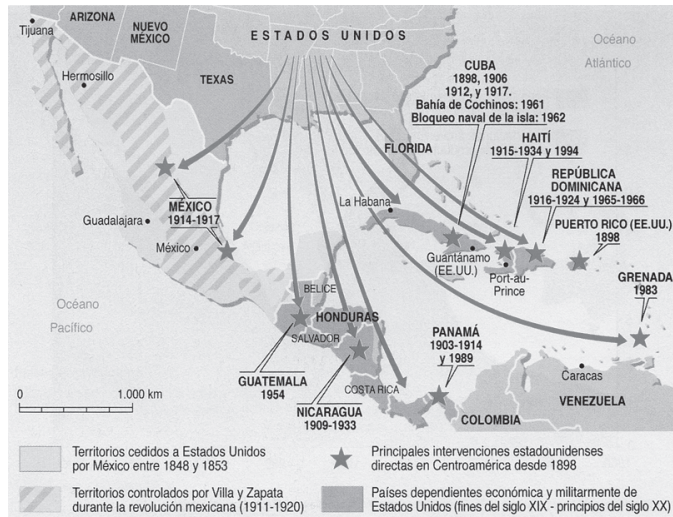 ARIZONA
Tijuana
NUEVO
MÉXICO
ESTADOS UNIDOS
Océano
Atlántico
Hermosillo
TEXAS
CUBA
1898, 1906
1912, y 1917.
Bahía de Cochinos: 1961
Bloqueo naval de la isla: 1962
FLORIDA
HAITÍ
1915-1934 y 1994
REPÚBLICA
DOMINICANA
1916-1924 y 1965-1966
La Habana
MÉXICO
1914-1917
Guadalajara
México
PUERTO RICO (EE.UU.)
1898
Guantánamo
(EE.UU.)
Port-au-
Prince
GRENADA
1983
Océano
Pacífico
BELICE
HONDURAS
SALVADOR
PANAMÁ
1903-1914
y 1989
GUATEMALA
1954
COSTA RICA
Caracas
VENEZUELA
NICARAGUA
1909-1933
COLOMBIA
0 1.000 km
Territorios cedidos a Estados Unidos
por México entre 1848 y 1853
Principales intervenciones estadounidenses
directas en Centroamérica desde 1898
Territorios controlados por Villa y Zapata
durante la revolución mexicana (1911-1920)
Países dependientes económica y militarmente de
Estados Unidos (fines del siglo XIX - principios del siglo XX)